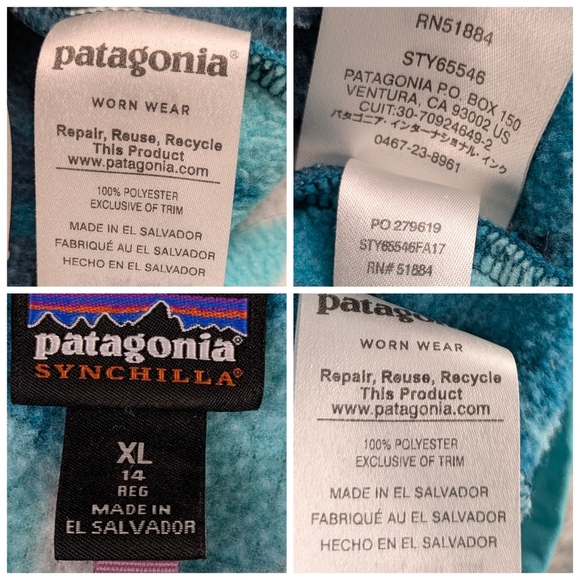 patagonia®
WORN WEAR
Repair, Reuse, Recycle
This Product
www.patagonia.com
100% POLYESTER
EXCLUSIVE OF TRIM
MADE IN EL SALVADOR
FABRIQUÉ AU EL SALVADOR
HECHO EN EL SALVADOR
RN51884
STY65546
PATAGONIA P.O. BOX 150
VENTURA, CA 93002 US
CUIT:30-70924649-2
パタゴニア・インターナショナル・インク
0467-23-8961
PO 279619
STY65546FA17
RN# 51884
patagonia®
SYNCHILLA®
XL
14
REG
MADE IN
EL SALVADOR
patagonia
WORN WEAR
Repair, Reuse, Recycle
This Product
www.patagonia.com
100% POLYESTER
EXCLUSIVE OF TRIM
MADE IN EL SALVADOR
FABRIQUÉ AU EL SALVADOR
HECHO EN EL SALVADOR